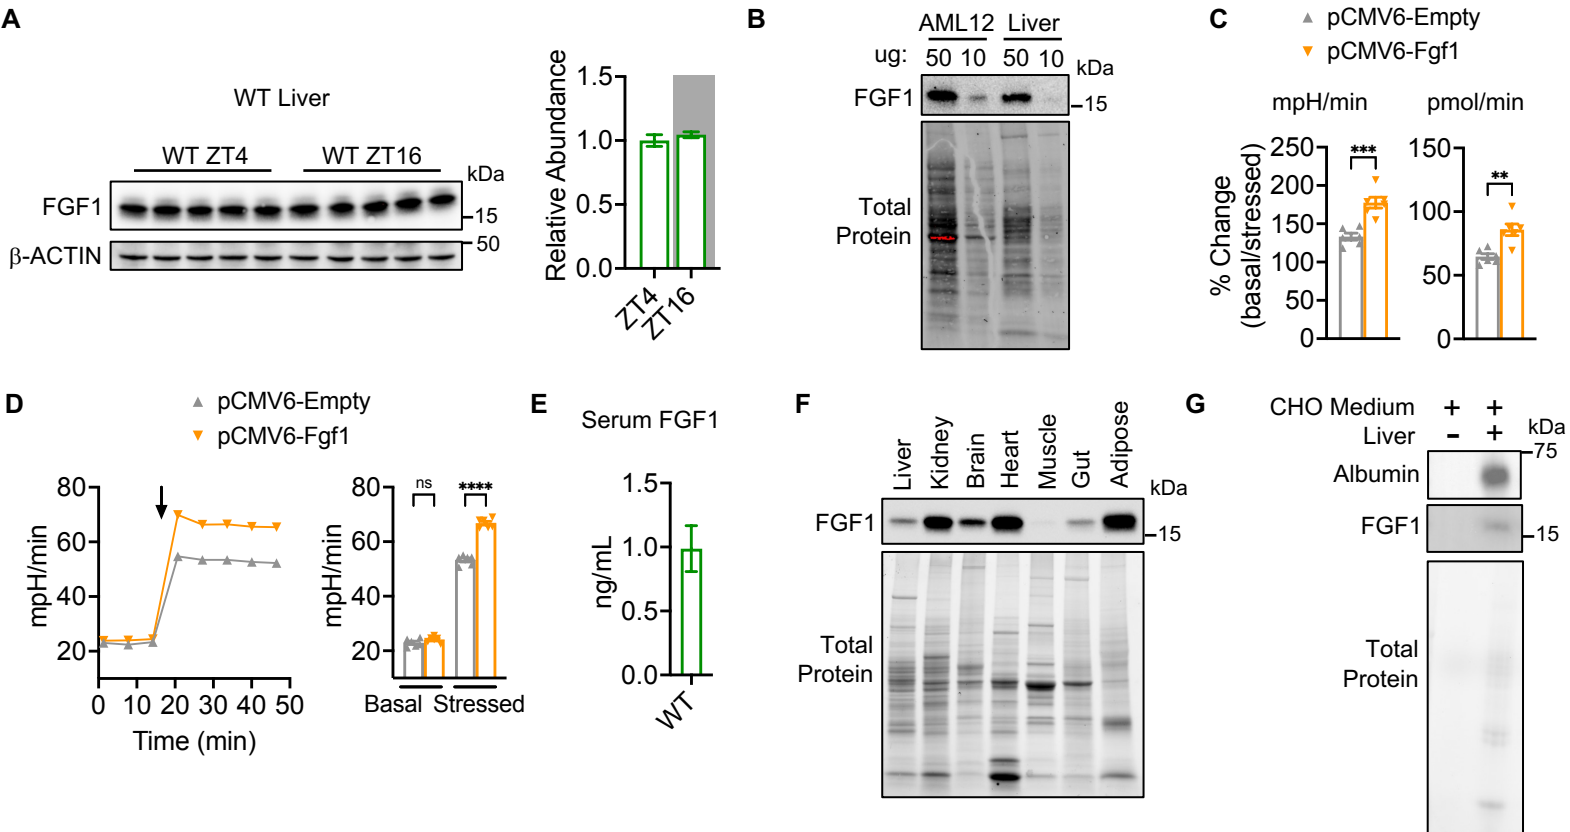 A
WT Liver
WT ZT4
WT ZT16
kDa
FGF1
15
β-ACTIN
50
Relative Abundance
1.5
1.0
0.5
0.0
ZT4
ZT16
B
AML12 Liver
ug: 50 10 50 10
kDa
FGF1
15
Total
Protein
C
pCMV6-Empty
pCMV6-Fgf1
mpH/min
pmol/min
% Change
(basal/stressed)
250
200
150
100
50
0
***
150
100
50
0
**
D
pCMV6-Empty
pCMV6-Fgf1
mpH/min
80
60
40
20
0 10 20 30 40 50
Time (min)
mpH/min
80
60
40
20
ns
****
Basal Stressed
E
Serum FGF1
ng/mL
1.5
1.0
0.5
0.0
WT
F
Liver
Kidney
Brain
Heart
Muscle
Gut
Adipose
kDa
FGF1
15
Total
Protein
G
CHO Medium + +
Liver - +
kDa
75
Albumin
FGF1
15
Total
Protein